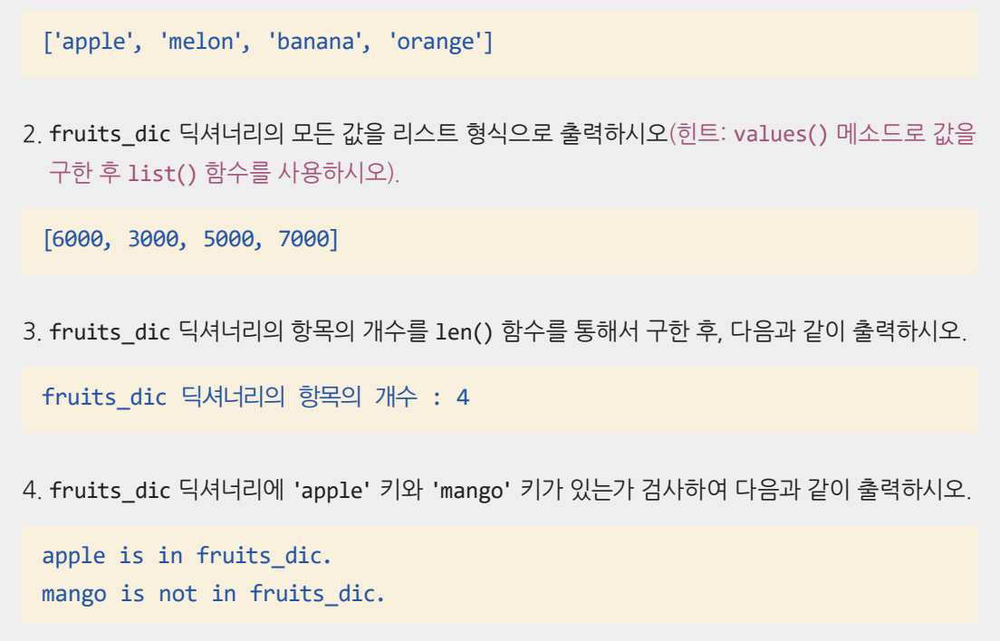 ['apple', 'melon', 'banana', 'orange']
2. fruits_dic 딕셔너리의 모든 값을 리스트 형식으로 출력하시오(힌트: values() 메소드로 값을
구한 후 list() 함수를 사용하시오).
[6000, 3000, 5000, 7000]
3. fruits_dic 딕셔너리의 항목의 개수를 len() 함수를 통해서 구한 후, 다음과 같이 출력하시오.
fruits_dic 딕셔너리의 항목의 개수 : 4
4. fruits_dic 딕셔너리에 'apple' 키와 'mango' 키가 있는가 검사하여 다음과 같이 출력하시오.
apple is in fruits_dic.
mango is not in fruits_dic.